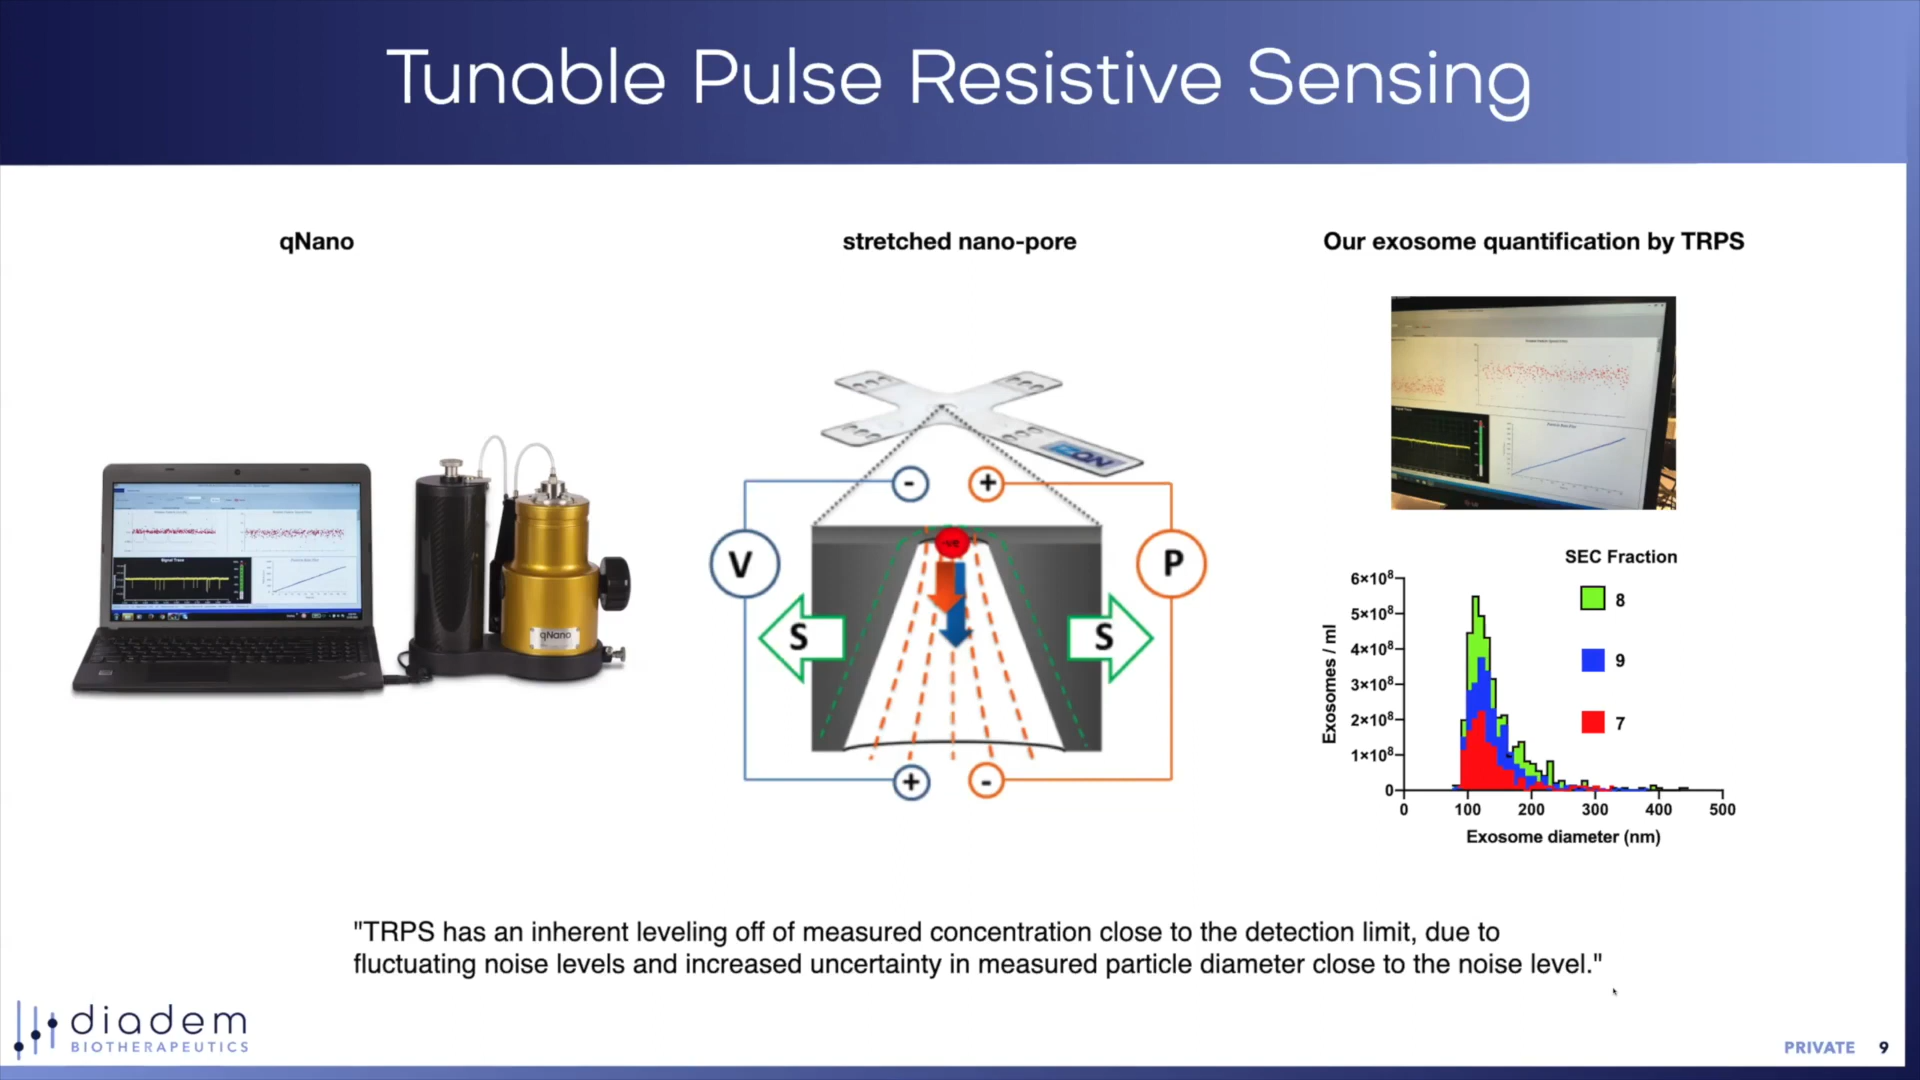 Tunable Pulse Resistive Sensing
qNano
stretched nano-pore
Our exosome quantification by TRPS
qNano
IZON
-
+
V
P
-ve
S
S
+
-
SEC Fraction
8
9
7
Exosomes / ml
6×10⁸
5×10⁸
4×10⁸
3×10⁸
2×10⁸
1×10⁸
0
0 100 200 300 400 500
Exosome diameter (nm)
"TRPS has an inherent leveling off of measured concentration close to the detection limit, due to
fluctuating noise levels and increased uncertainty in measured particle diameter close to the noise level."
diadem
BIOTHERAPEUTICS
PRIVATE 9